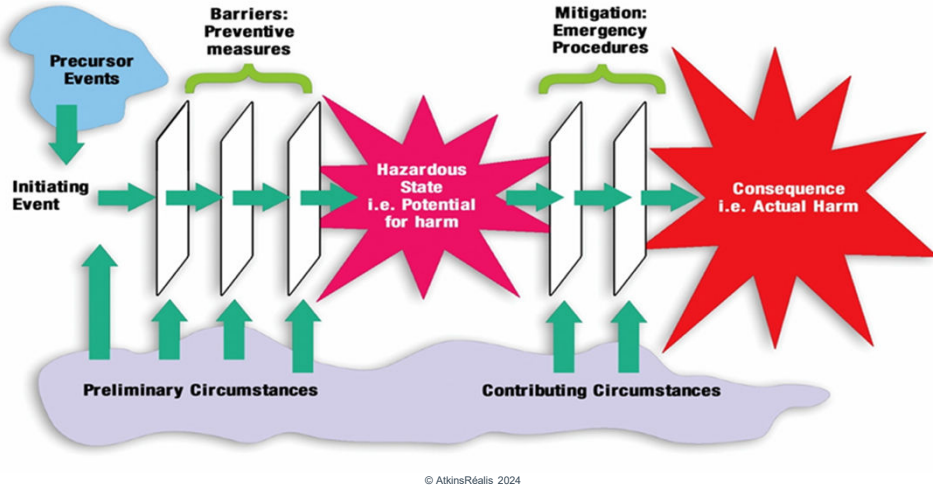 Barriers:
Preventive
measures
Mitigation:
Emergency
Procedures
Precursor
Events
Initiating
Event
Hazardous
State
i.e. Potential
for harm
Consequence
i.e. Actual Harm
Preliminary Circumstances
Contributing Circumstances
© AtkinsRéalis 2024